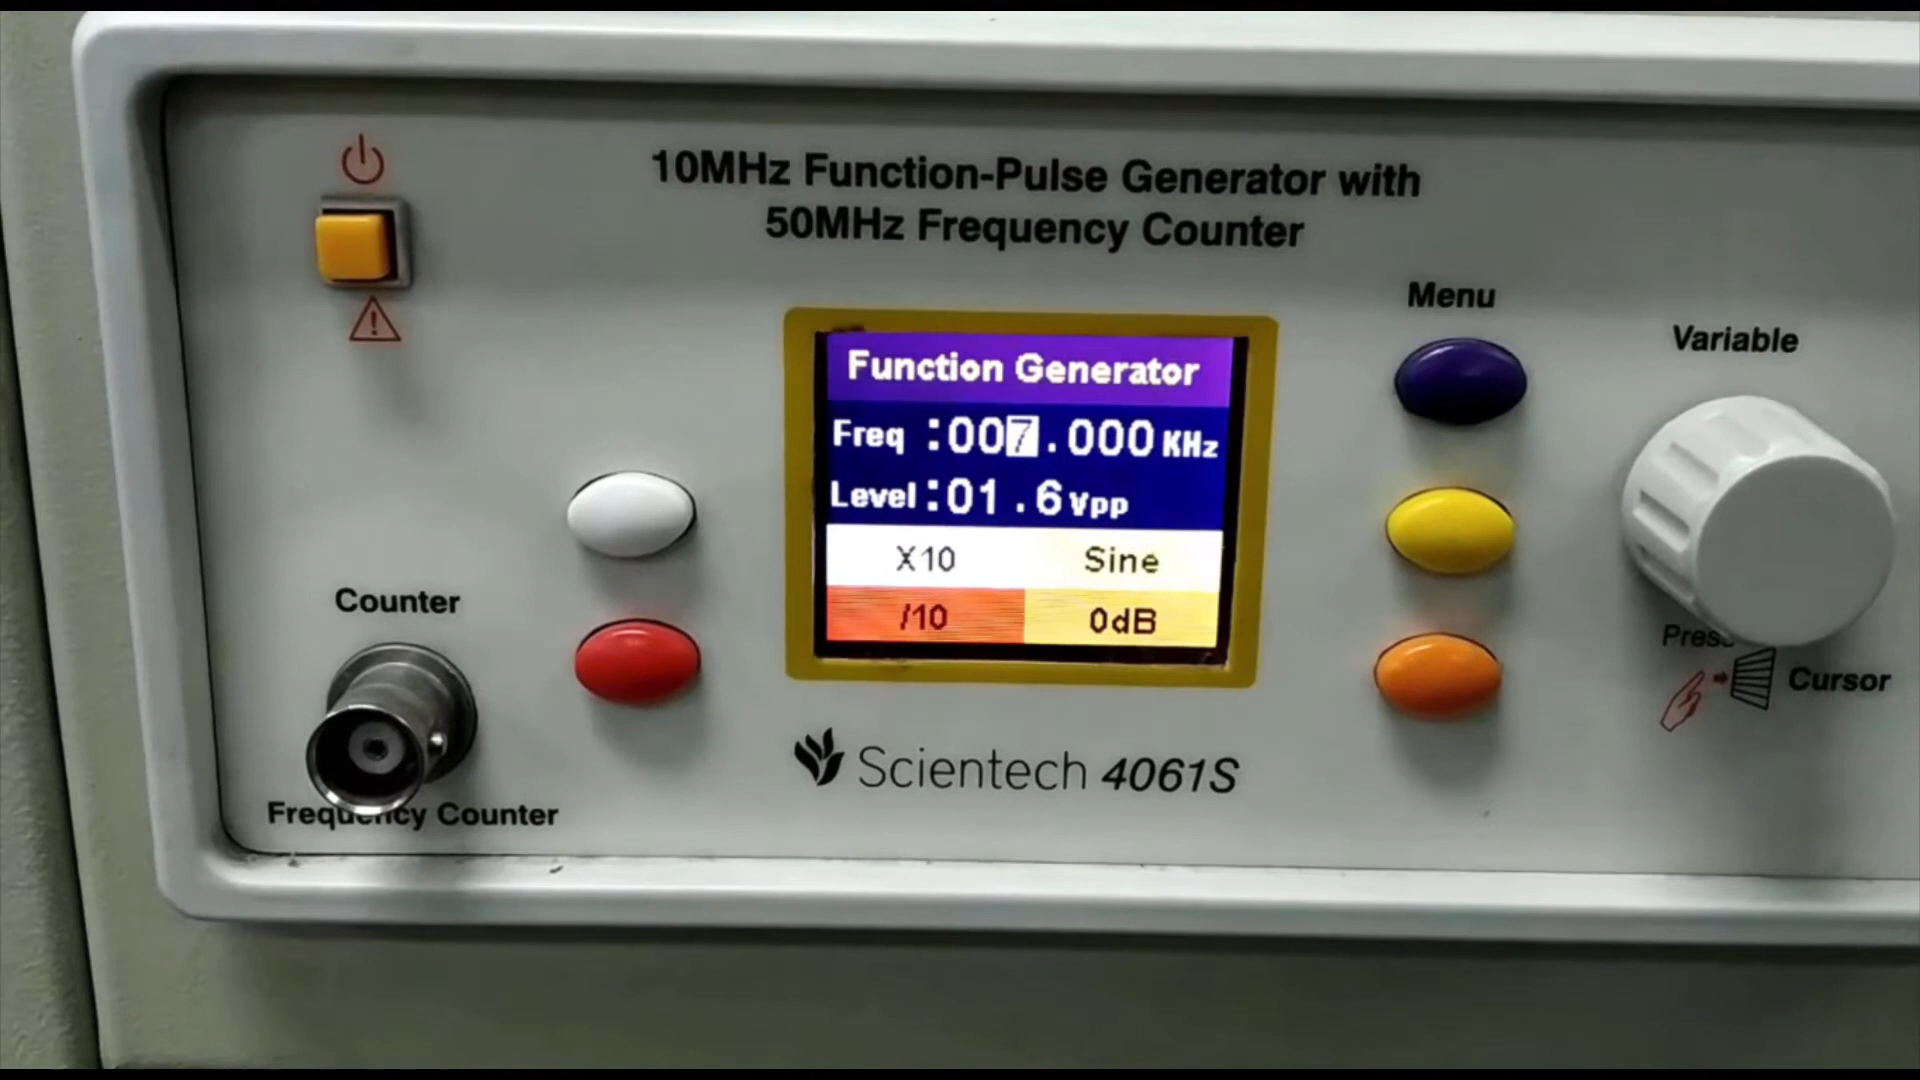 10MHz Function-Pulse Generator with
50MHz Frequency Counter
Menu
Variable
Function Generator
Freq :007.000 KHz
Level:01.6 Vpp
X10 Sine
/10 0dB
Counter
Frequency Counter
Press
Cursor
Scientech 4061S